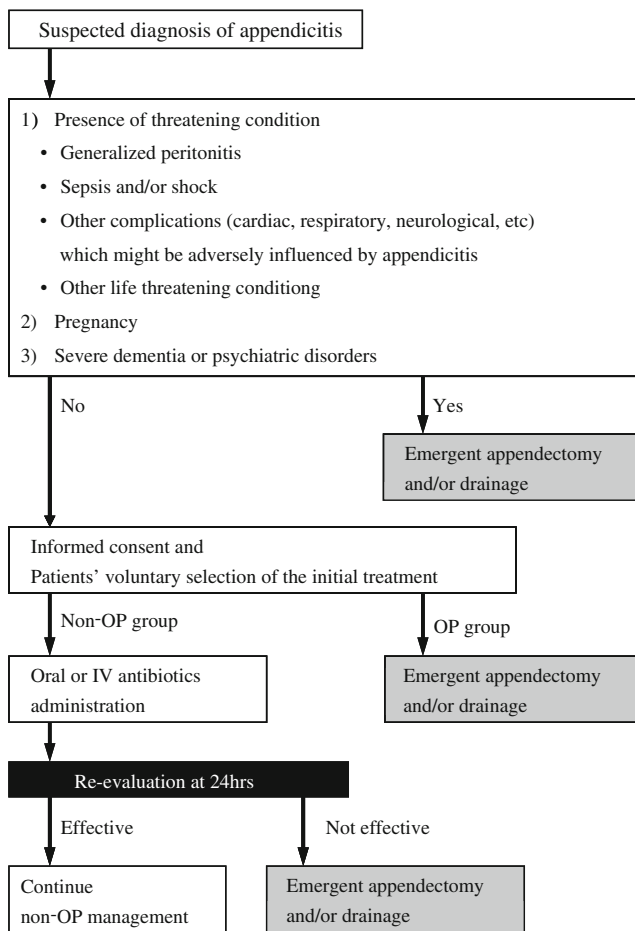 Suspected diagnosis of appendicitis
1) Presence of threatening condition
• Generalized peritonitis
• Sepsis and/or shock
• Other complications (cardiac, respiratory, neurological, etc)
which might be adversely influenced by appendicitis
• Other life threatening conditiong
2) Pregnancy
3) Severe dementia or psychiatric disorders
No
Yes
Emergent appendectomy
and/or drainage
Informed consent and
Patients' voluntary selection of the initial treatment
Non-OP group
OP group
Oral or IV antibiotics
administration
Emergent appendectomy
and/or drainage
Re-evaluation at 24hrs
Effective
Not effective
Continue
non-OP management
Emergent appendectomy
and/or drainage